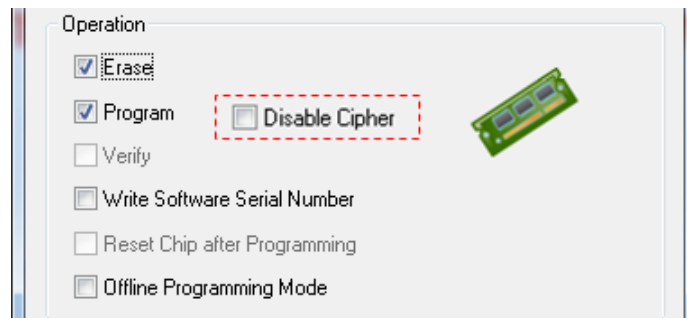 Operation
Erase
Program
Disable Cipher
Verify
Write Software Serial Number
Reset Chip after Programming
Offline Programming Mode